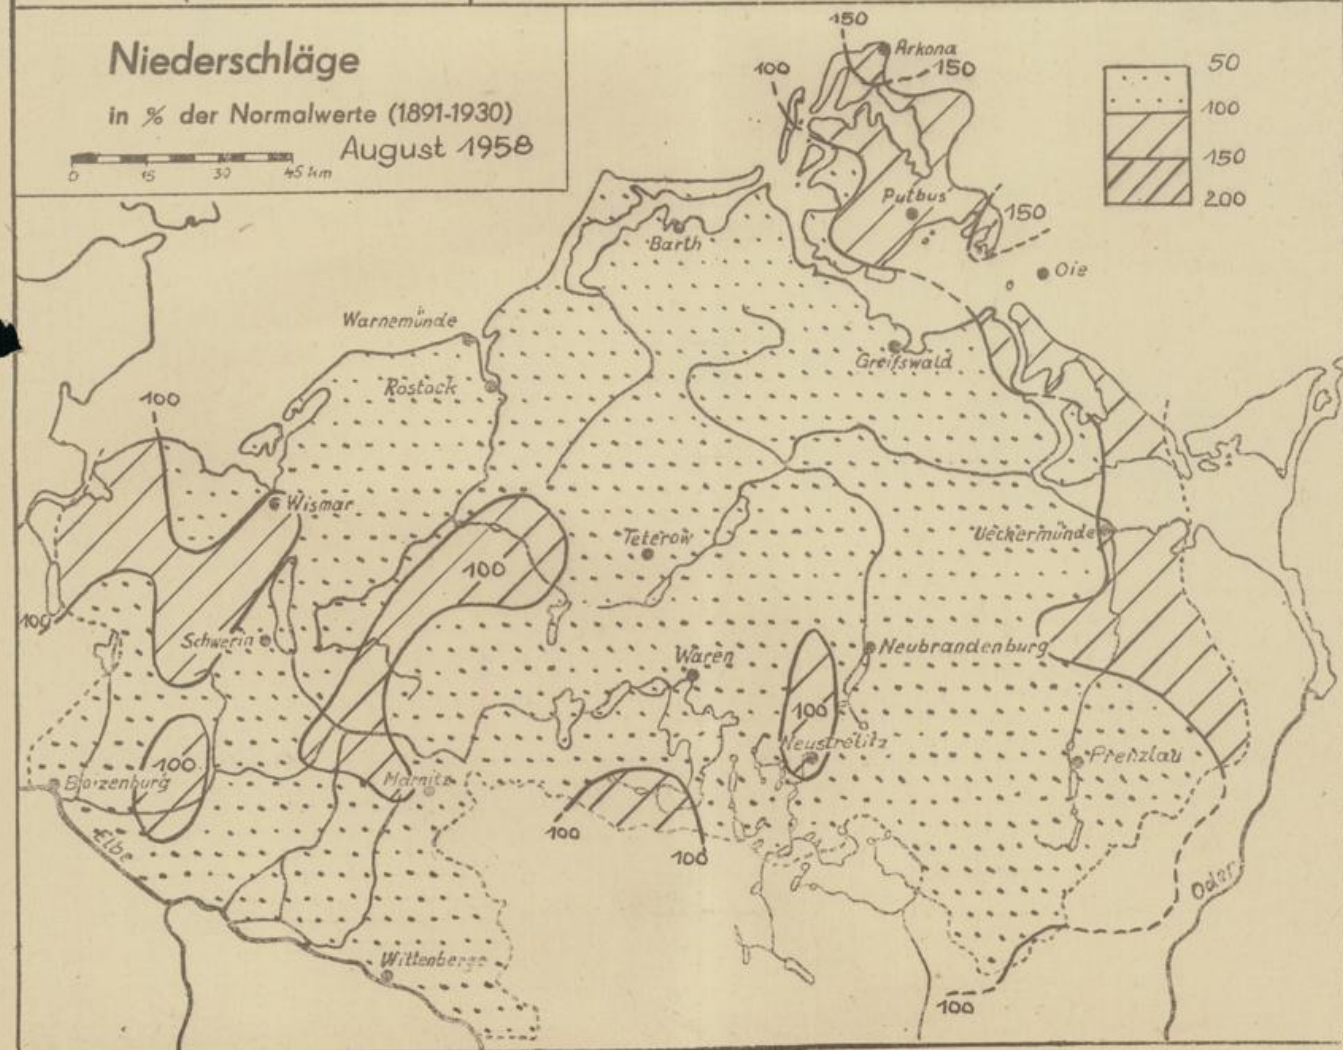 Niederschläge
in % der Normalwerte (1891-1930)
August 1958
0 15 30 45 km
50
100
150
200
150
Arkona
150
100
Putbus
150
Oie
Barth
Warnemünde
Greifswald
Rostock
100
Wismar
Teterow
Ueckermünde
100
100
Schwerin
Waren
Neubrandenburg
100
Neustrelitz
100
Prenzlau
Boizenburg
Marnitz
100
100
Elbe
Oder
Wittenberge
100